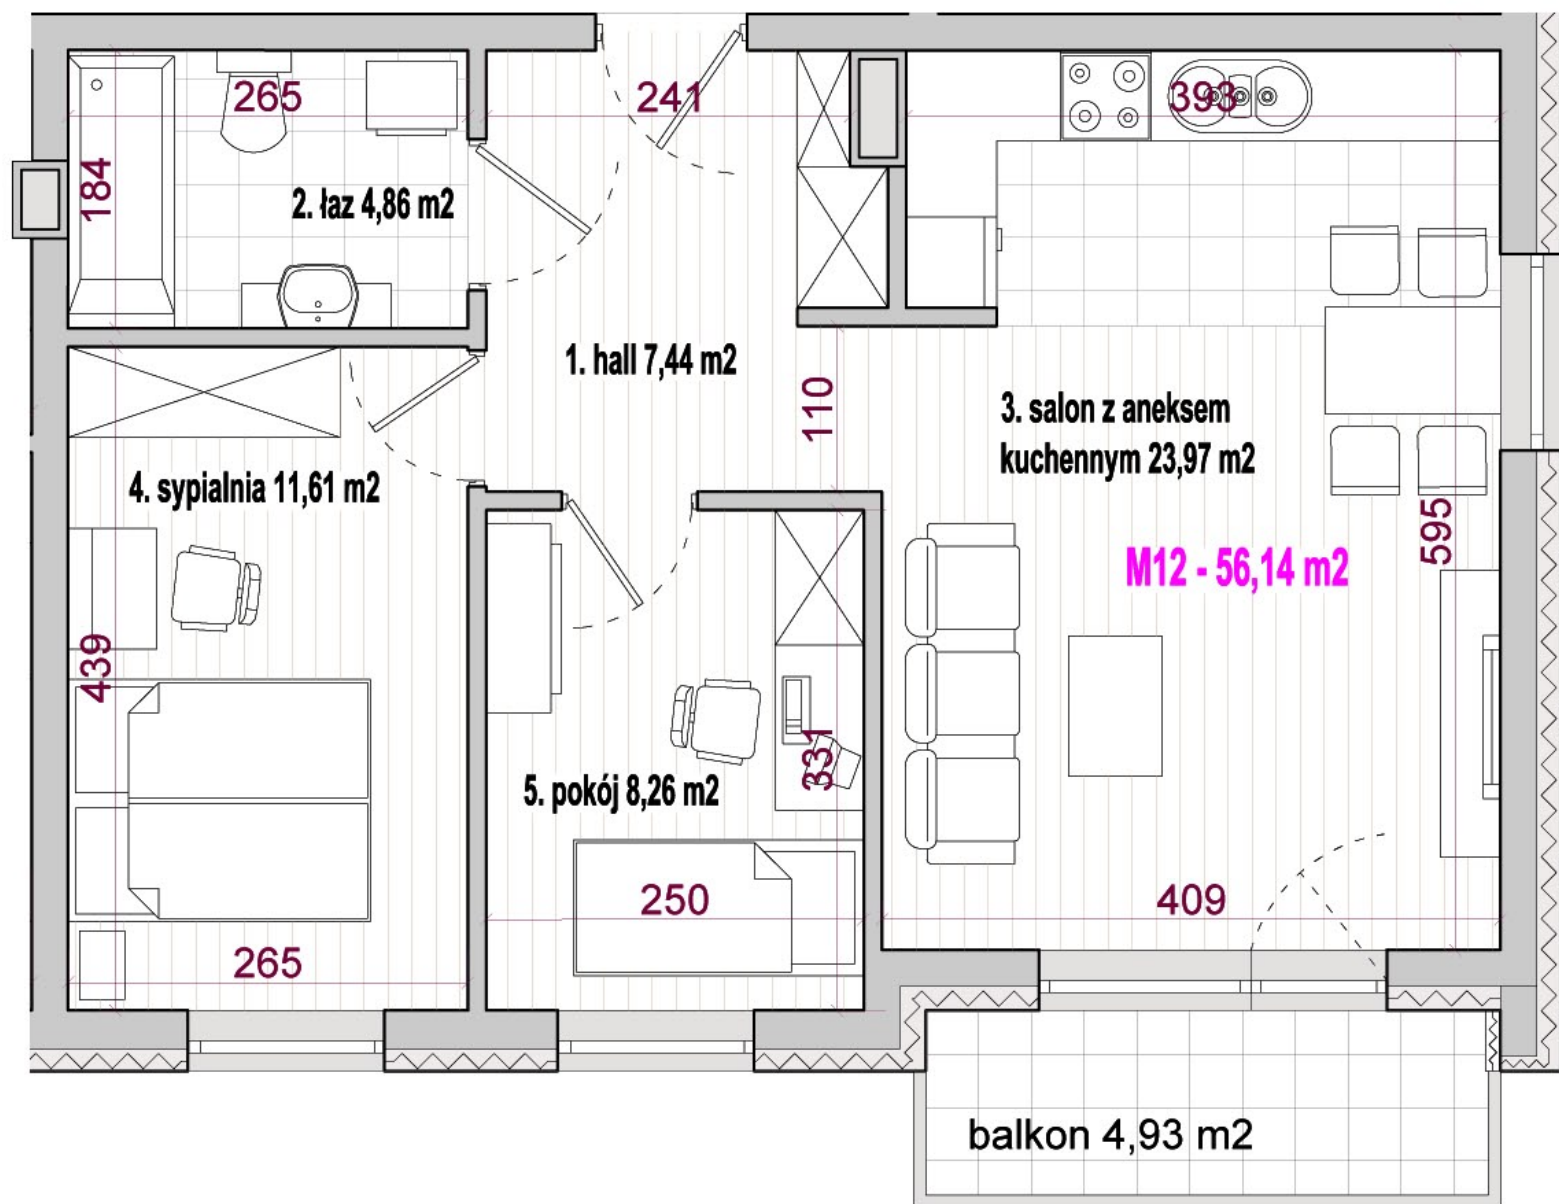 265
241
393
184
2. łaz 4,86 m2
1. hall 7,44 m2
110
3. salon z aneksem
kuchennym 23,97 m2
4. sypialnia 11,61 m2
595
M12 - 56,14 m2
439
331
5. pokój 8,26 m2
250
409
265
balkon 4,93 m2